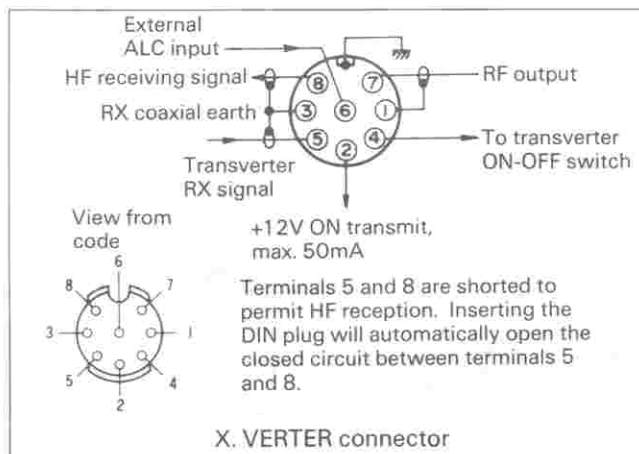 External
ALC input
HF receiving signal
RX coaxial earth
Transverter
RX signal
8
7
3
6
1
5
4
2
RF output
To transverter
ON-OFF switch
+12V ON transmit,
max. 50mA
View from
code
6
8
7
3
1
5
4
2
Terminals 5 and 8 are shorted to
permit HF reception. Inserting the
DIN plug will automatically open the
closed circuit between terminals 5
and 8.
X. VERTER connector